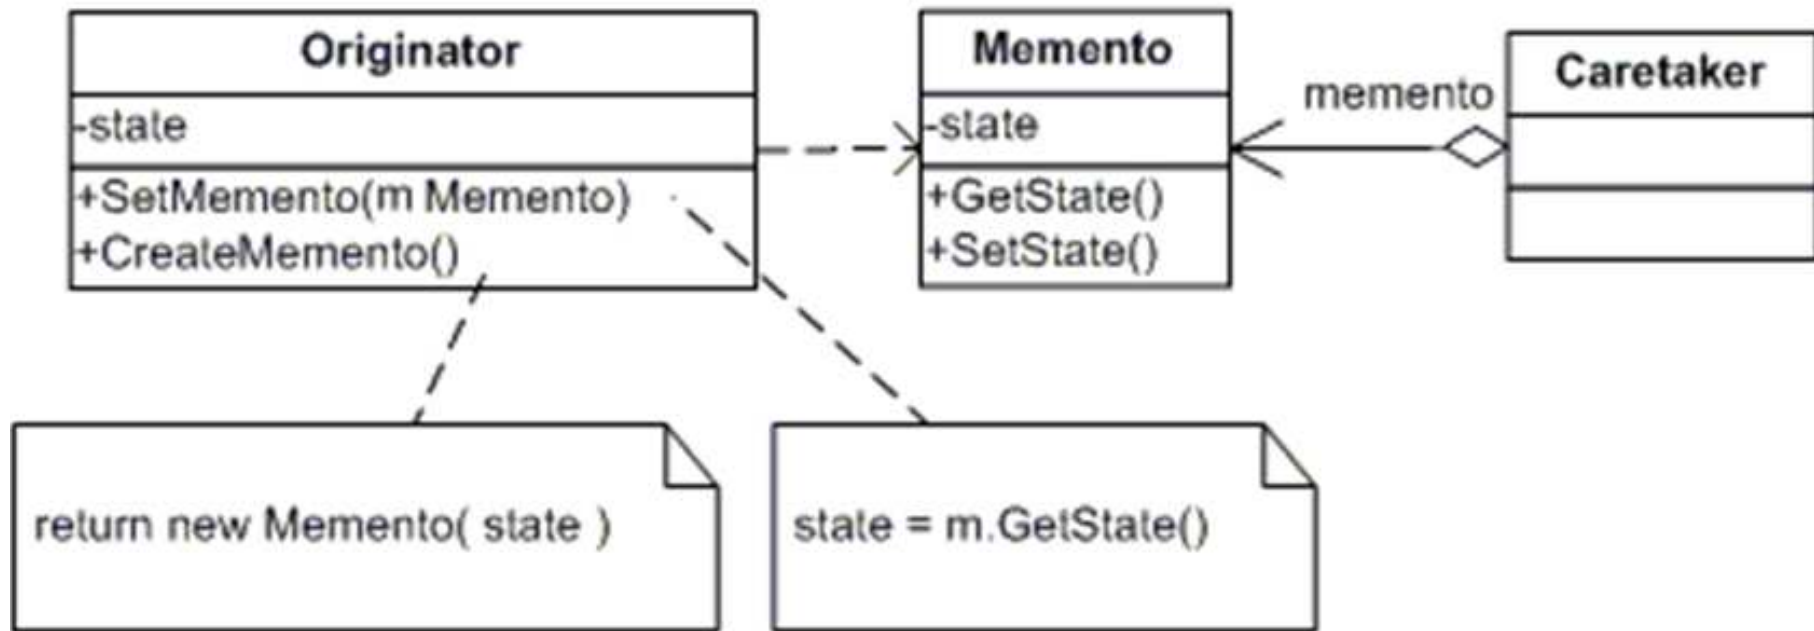 Originator
-state
+SetMemento(m Memento)
+CreateMemento()
Memento
-state
+GetState()
+SetState()
memento
Caretaker
return new Memento( state )
state = m.GetState()